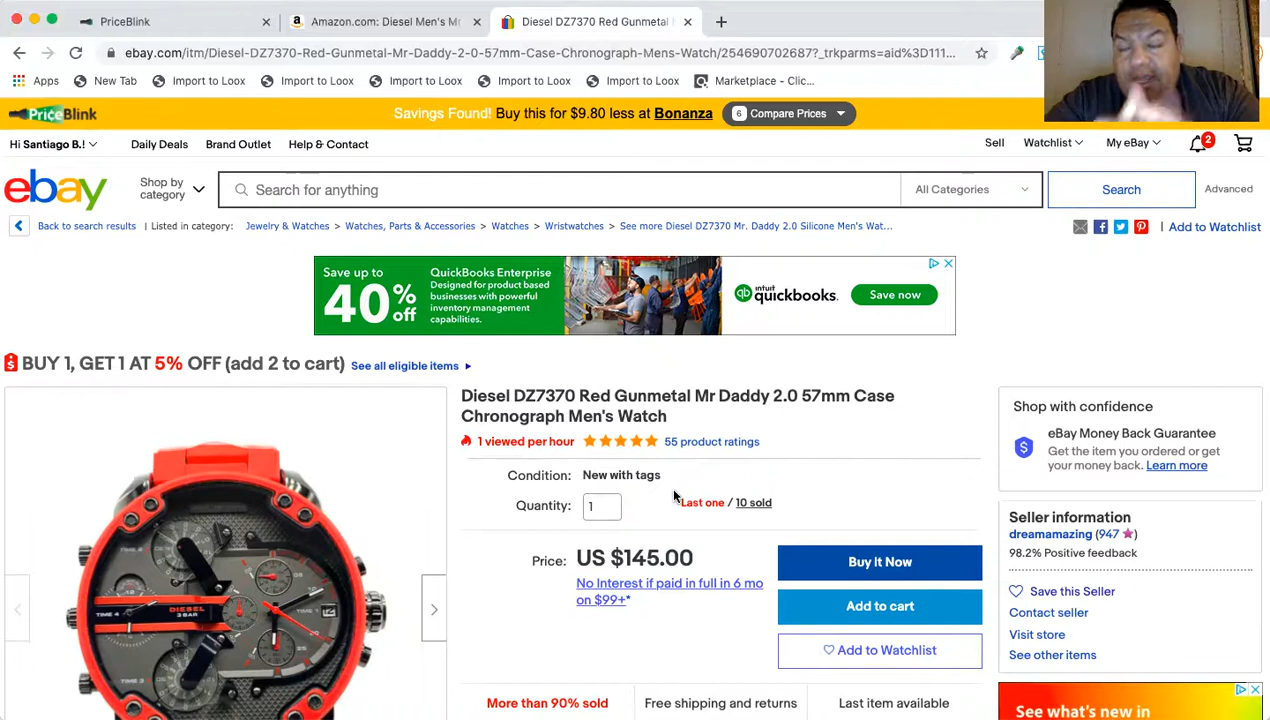 PriceBlink
Amazon.com: Diesel Men's Mr
Diesel DZ7370 Red Gunmetal
ebay.com/itm/Diesel-DZ7370-Red-Gunmetal-Mr-Daddy-2-0-57mm-Case-Chronograph-Mens-Watch/254690702687?_trkparms=aid%3D111...
Apps
New Tab
Import to Loox
Import to Loox
Import to Loox
Import to Loox
Import to Loox
Marketplace - Clic...
PriceBlink
Savings Found! Buy this for $9.80 less at Bonanza
6 Compare Prices
Hi Santiago B.!
Daily Deals
Brand Outlet
Help & Contact
Sell
Watchlist
My eBay
2
ebay
Shop by
category
Search for anything
All Categories
Search
Advanced
Back to search results
Listed in category:
Jewelry & Watches > Watches, Parts & Accessories > Watches > Wristwatches > See more Diesel DZ7370 Mr. Daddy 2.0 Silicone Men's Wat...
Add to Watchlist
Save up to
40% off
QuickBooks Enterprise
Designed for product based
businesses with powerful
inventory management
capabilities.
intuit
quickbooks.
Save now
BUY 1, GET 1 AT 5% OFF (add 2 to cart)
See all eligible items
Diesel DZ7370 Red Gunmetal Mr Daddy 2.0 57mm Case
Chronograph Men's Watch
1 viewed per hour
55 product ratings
Condition: New with tags
Quantity: 1
Last one / 10 sold
Price: US $145.00
No Interest if paid in full in 6 mo
on $99+*
Buy It Now
Add to cart
Add to Watchlist
More than 90% sold
Free shipping and returns
Last item available
Shop with confidence
eBay Money Back Guarantee
Get the item you ordered or get
your money back. Learn more
Seller information
dreamamazing (947 )
98.2% Positive feedback
Save this Seller
Contact seller
Visit store
See other items
See what's new in
TIME 4
DIESEL
3 BAR
TIME 1
12
TIME 3